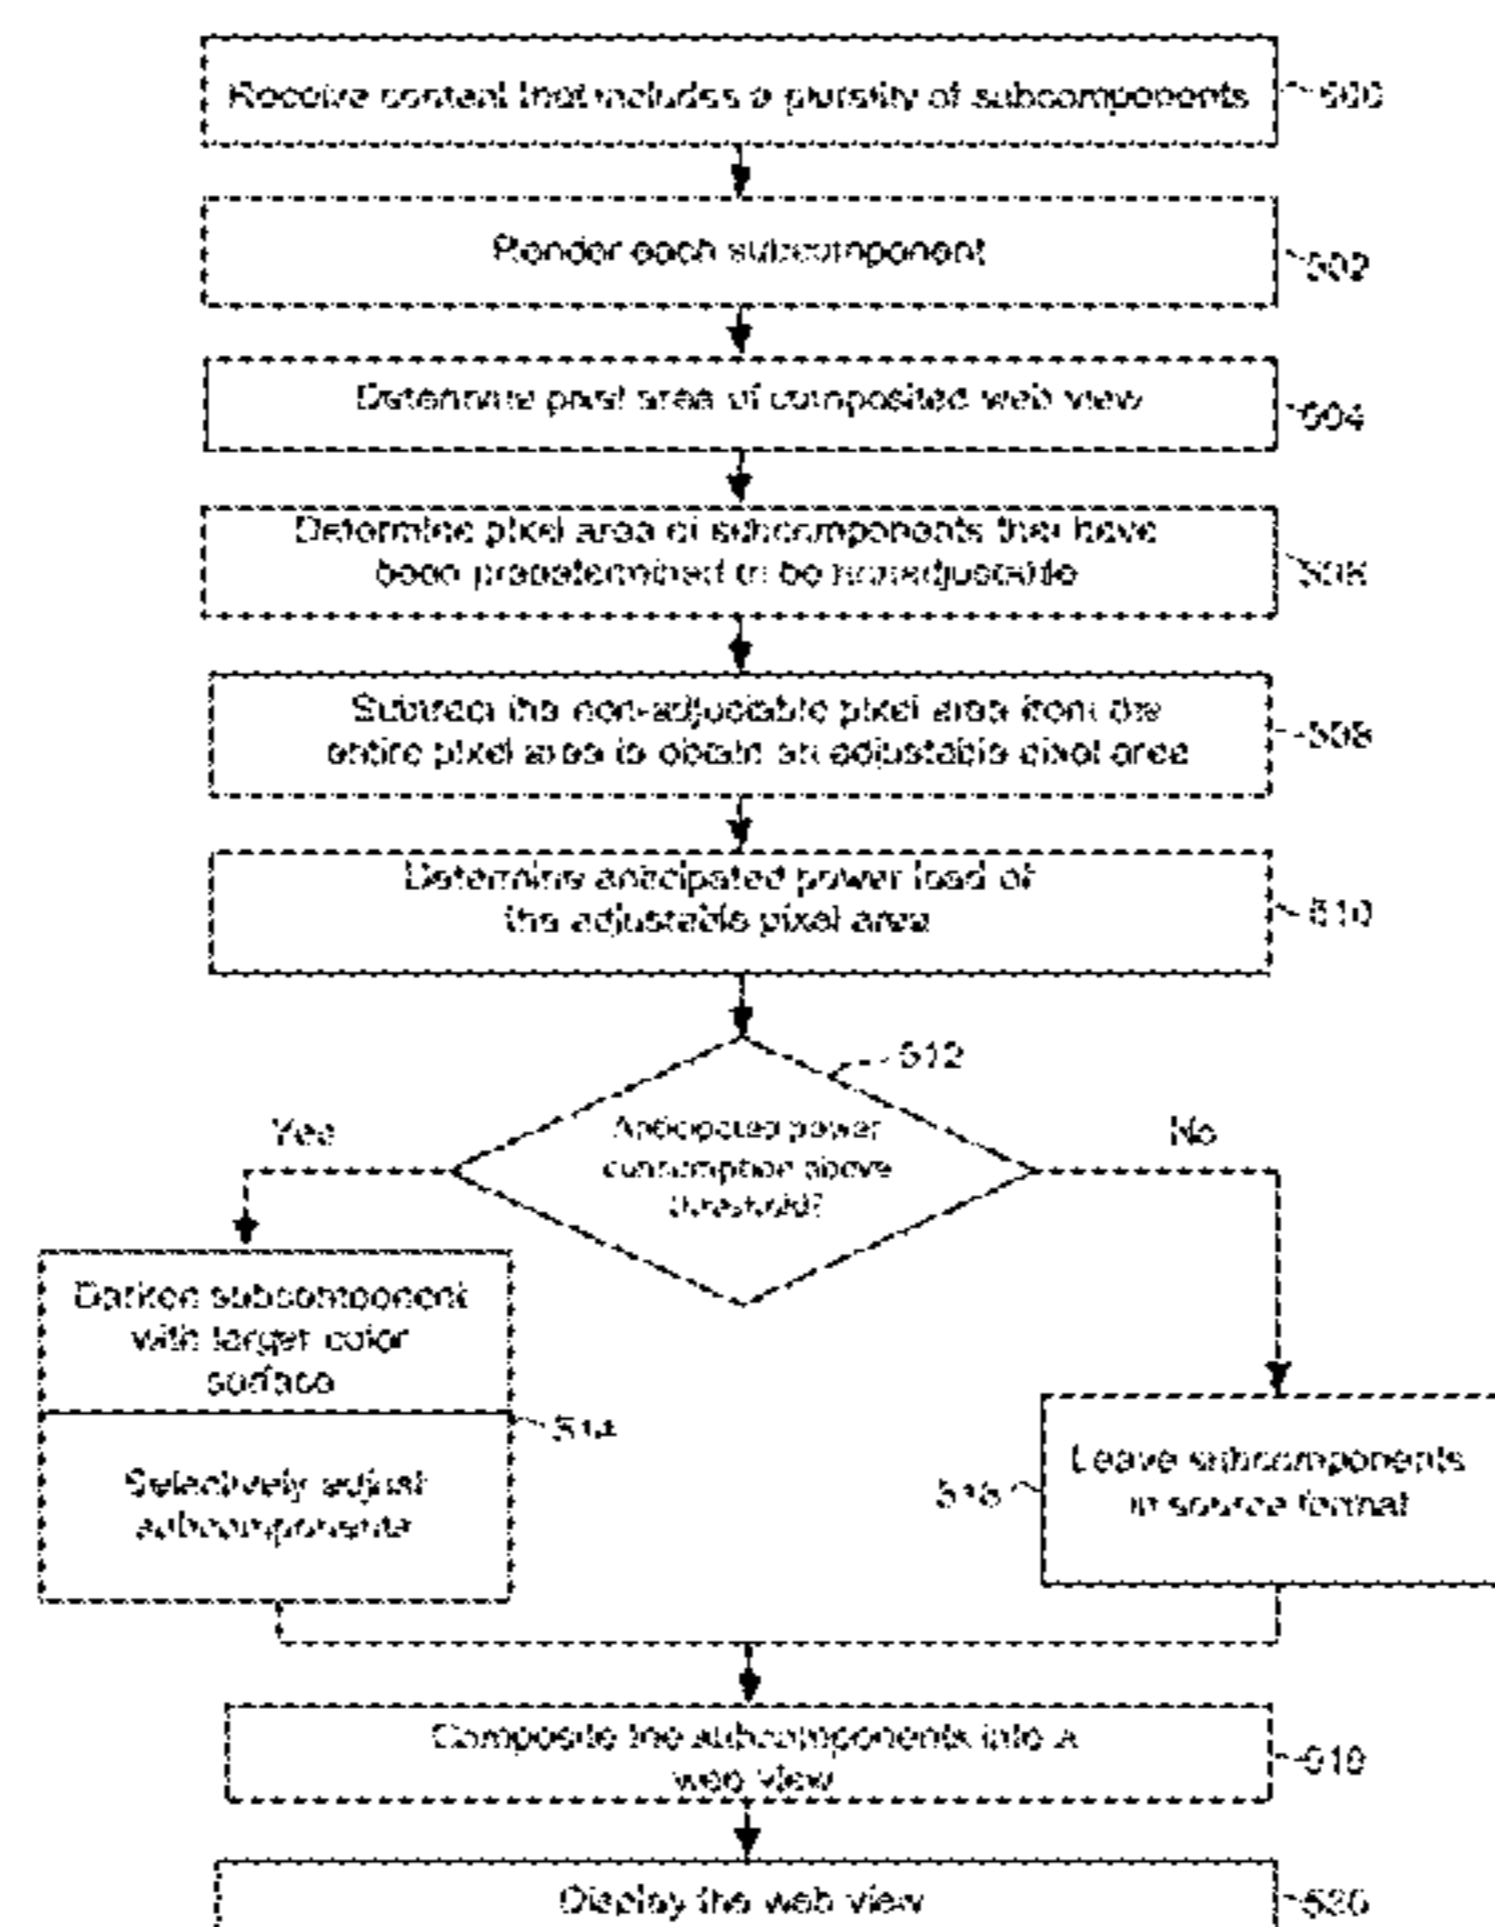 Receive content that includes a plurality of subcomponents
500
Render each subcomponent
502
Determine pixel area of composited web view
504
Determine pixel area of subcomponents that have
been predetermined to be nonadjustable
506
Subtract the non-adjustable pixel area from the
entire pixel area to obtain an adjustable pixel area
508
Determine anticipated power load of
the adjustable pixel area
510
512
Yes
Anticipated power
consumption above
threshold?
No
Darken subcomponent
with larger color
surface
514
Selectively adjust
subcomponents
516
Leave subcomponents
in source format
Composite the subcomponents into a
web view
518
Display the web view
520